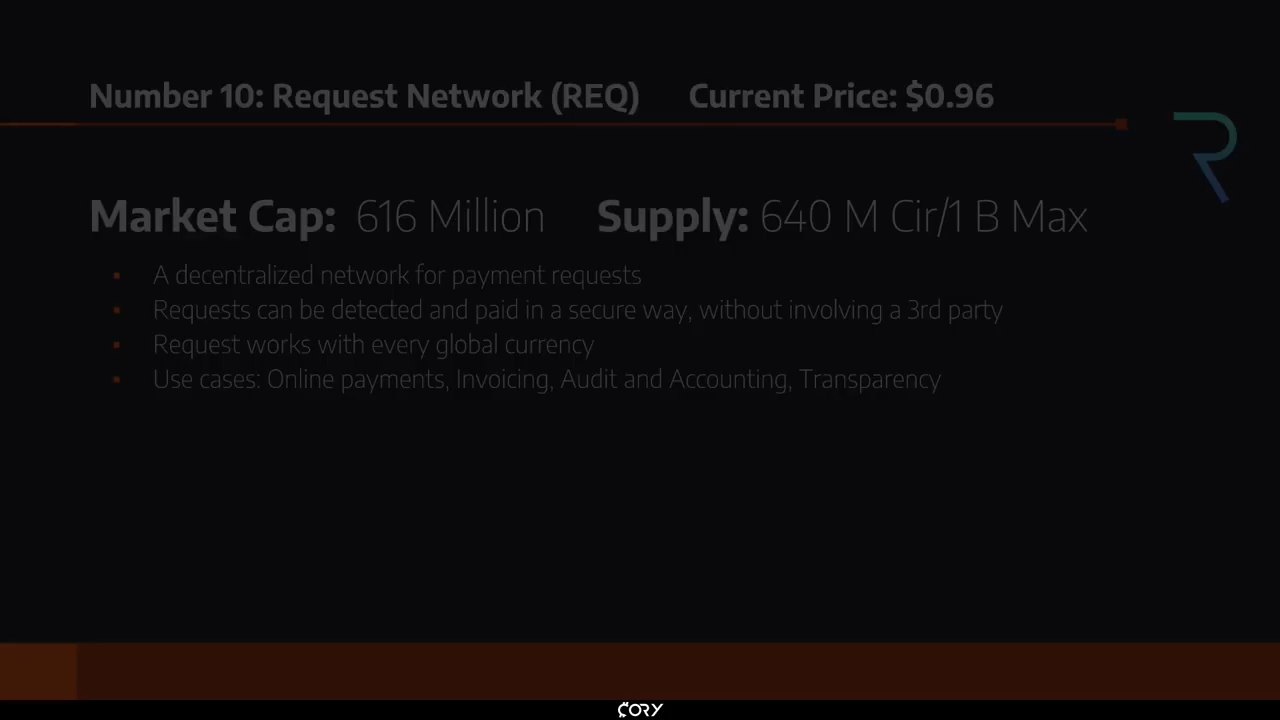 Number 10: Request Network (REQ) Current Price: $0.96
Market Cap: 616 Million Supply: 640 M Cir/1 B Max
A decentralized network for payment requests
Requests can be detected and paid in a secure way, without involving a 3rd party
Request works with every global currency
Use cases: Online payments, Invoicing, Audit and Accounting, Transparency
CORY